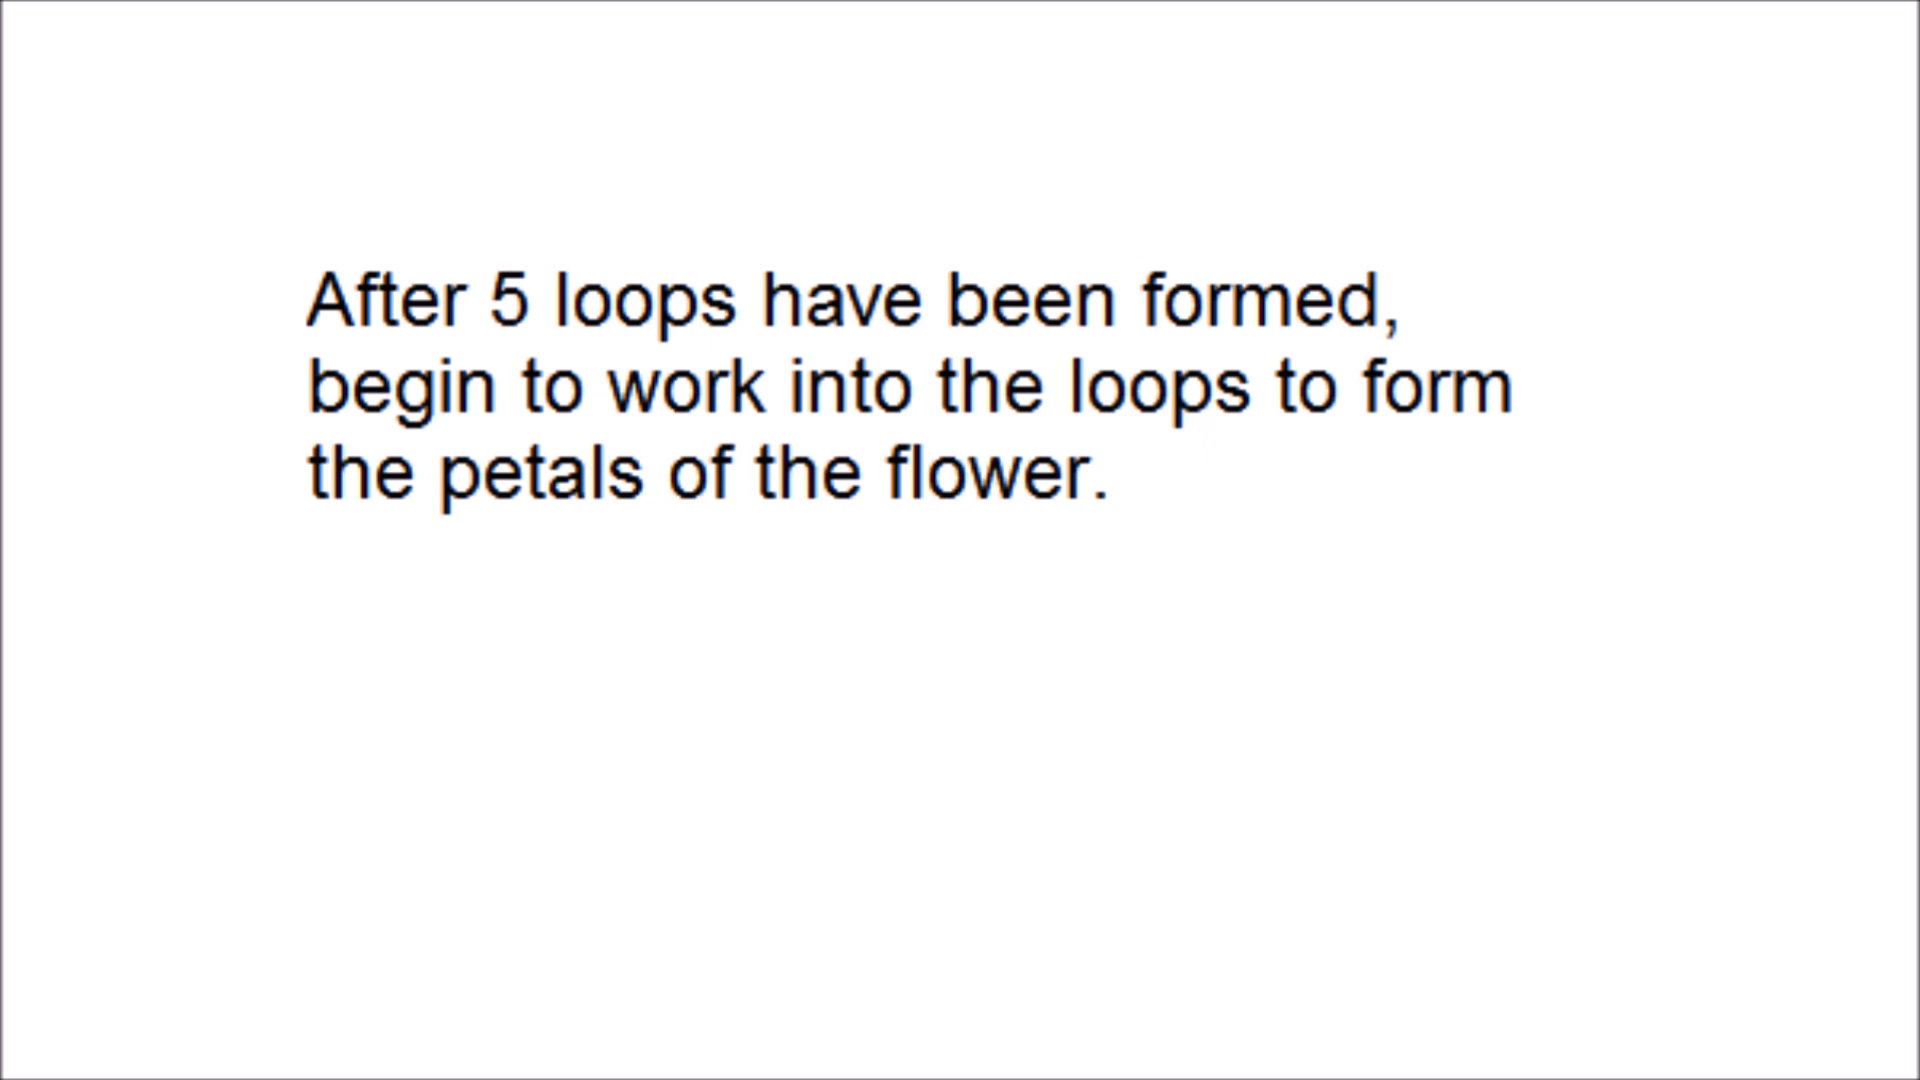 After 5 loops have been formed,
begin to work into the loops to form
the petals of the flower.